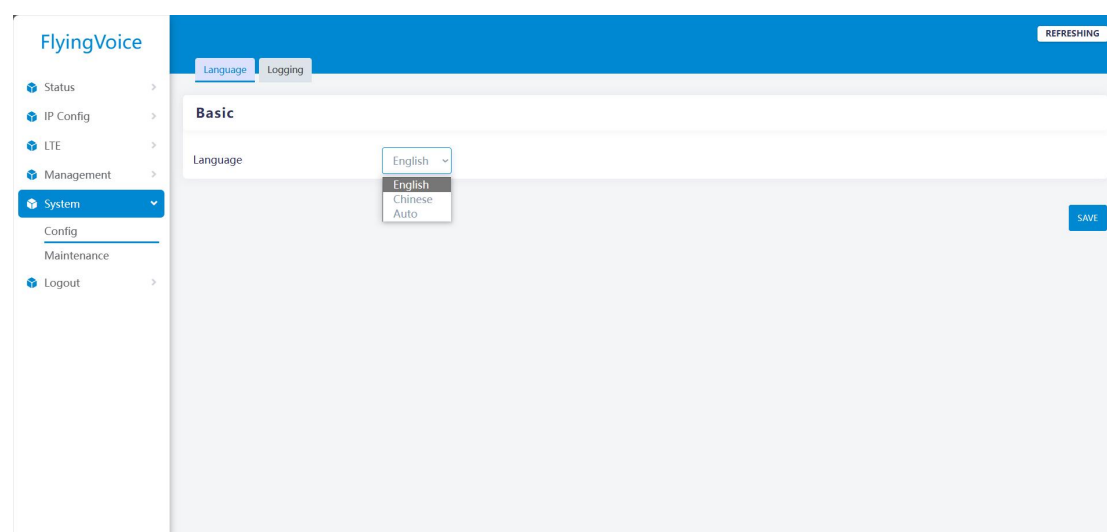 FlyingVoice
REFRESHING
Language Logging
Status
IP Config
LTE
Management
System
Config
Maintenance
Logout
Basic
Language English
English
Chinese
Auto
SAVE